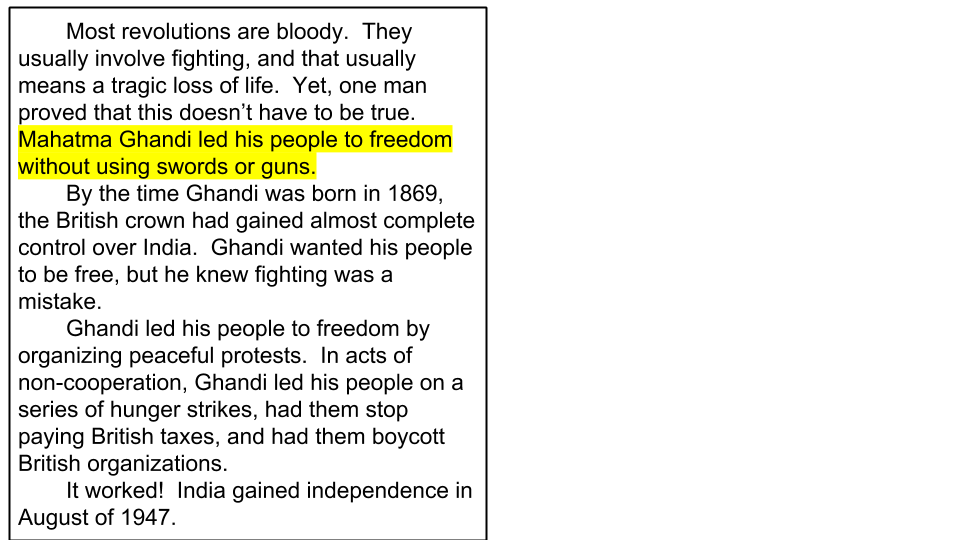 Most revolutions are bloody.  They
usually involve fighting, and that usually
means a tragic loss of life.  Yet, one man
proved that this doesn’t have to be true.
Mahatma Ghandi led his people to freedom
without using swords or guns.
By the time Ghandi was born in 1869,
the British crown had gained almost complete
control over India.  Ghandi wanted his people
to be free, but he knew fighting was a
mistake.
Ghandi led his people to freedom by
organizing peaceful protests.  In acts of
non-cooperation, Ghandi led his people on a
series of hunger strikes, had them stop
paying British taxes, and had them boycott
British organizations.
It worked!  India gained independence in
August of 1947.